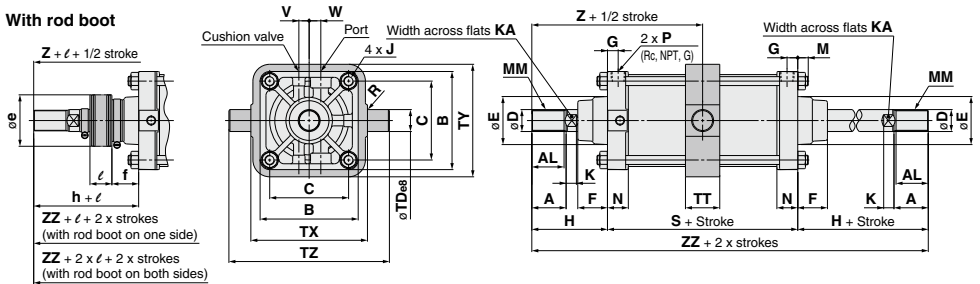 With rod boot
Z + ℓ + 1/2 stroke
øe
ℓ
f
h + ℓ
ZZ + ℓ + 2 x strokes
(with rod boot on one side)
ZZ + 2 x ℓ + 2 x strokes
(with rod boot on both sides)
V
W
Cushion valve
Port
4 x J
R
C
B
TY
C
B
TX
TZ
øTDe8
Z + 1/2 stroke
Width across flats KA
G
2 x P
(Rc, NPT, G)
Width across flats KA
G
M
MM
MM
øE
øD
øD
øE
AL
K
A
F
N
TT
N
F
K
AL
A
H
S + Stroke
H + Stroke
ZZ + 2 x strokes